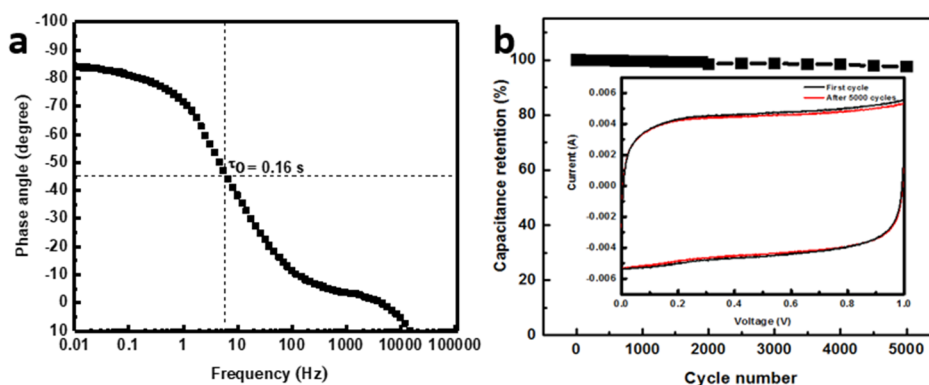 a
-100
-90
-80
-70
-60
-50
-40
-30
-20
-10
0
10
Phase angle (degree)
τ0 = 0.16 s
0.01 0.1 1 10 100 1000 10000 100000
Frequency (Hz)
b
100
80
60
40
20
0
Capacitance retention (%)
First cycle
After 5000 cycles
0.006
0.004
0.002
0.000
-0.002
-0.004
-0.006
Current (A)
0.0 0.2 0.4 0.6 0.8 1.0
Voltage (V)
0 1000 2000 3000 4000 5000
Cycle number